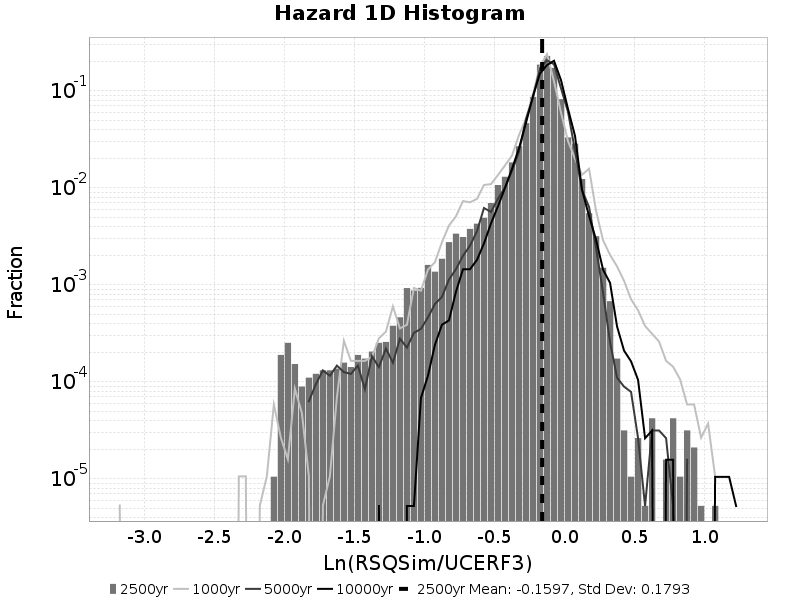 Hazard 1D Histogram
10-1
10-2
10-3
10-4
10-5
Fraction
-3.0 -2.5 -2.0 -1.5 -1.0 -0.5 0.0 0.5 1.0
Ln(RSQSim/UCERF3)
2500yr 1000yr 5000yr 10000yr 2500yr Mean: -0.1597, Std Dev: 0.1793